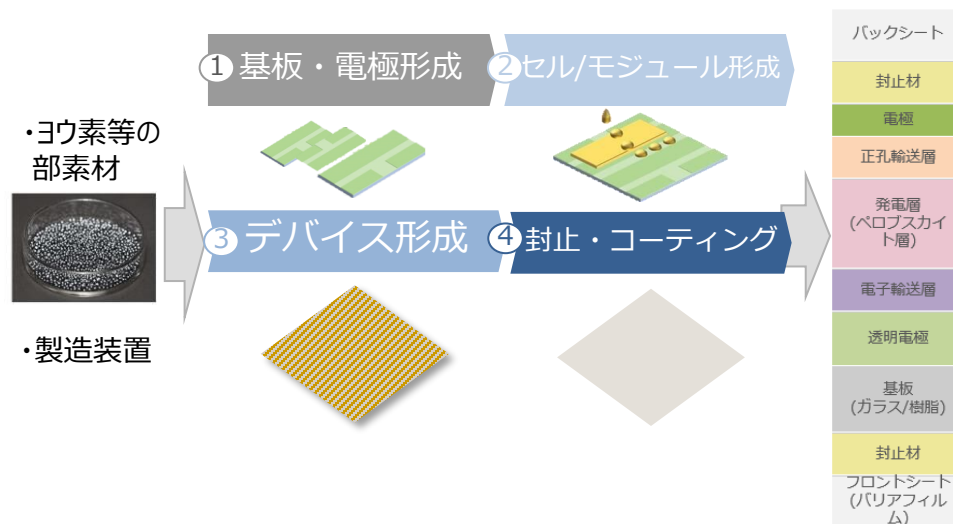 ・ヨウ素等の
部素材
・製造装置
① 基板・電極形成
② セル/モジュール形成
③ デバイス形成
④ 封止・コーティング
バックシート
封止材
電極
正孔輸送層
発電層
(ペロブスカイ
ト層)
電子輸送層
透明電極
基板
(ガラス/樹脂)
封止材
フロントシート
(バリアフィル
ム)